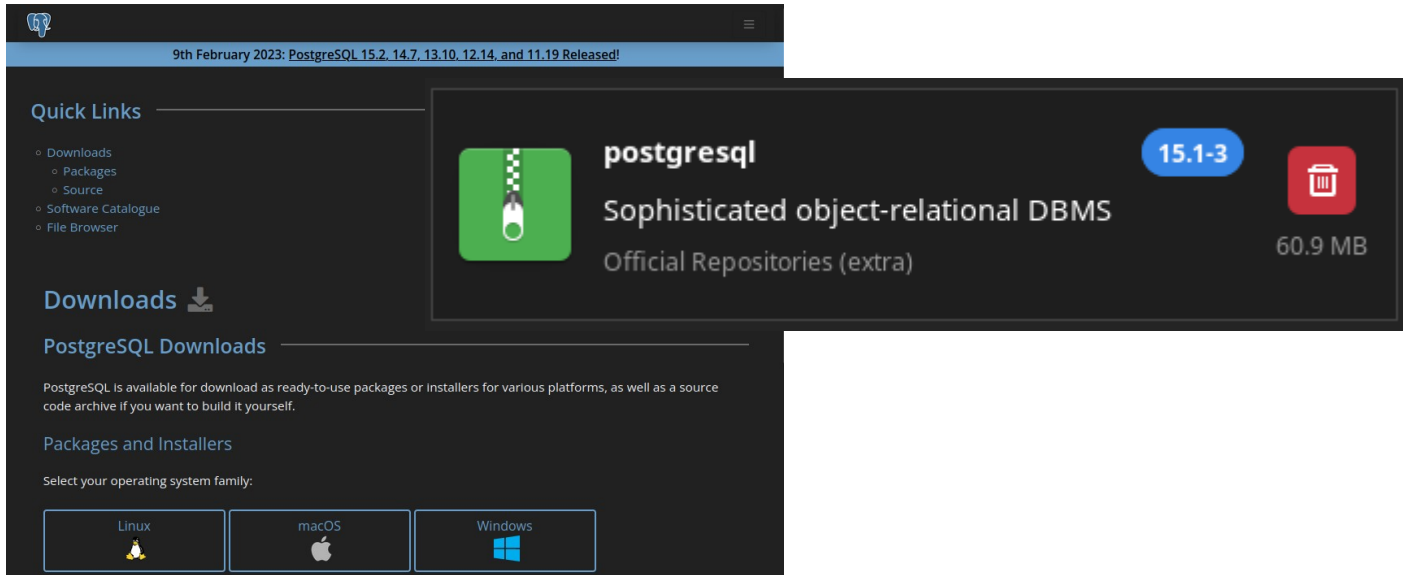 9th February 2023: PostgreSQL 15.2, 14.7, 13.10, 12.14, and 11.19 Released!
Quick Links
Downloads
Packages
Source
Software Catalogue
File Browser
postgresql
15.1-3
Sophisticated object-relational DBMS
60.9 MB
Official Repositories (extra)
Downloads
PostgreSQL Downloads
PostgreSQL is available for download as ready-to-use packages or installers for various platforms, as well as a source
code archive if you want to build it yourself.
Packages and Installers
Select your operating system family:
Linux
macOS
Windows